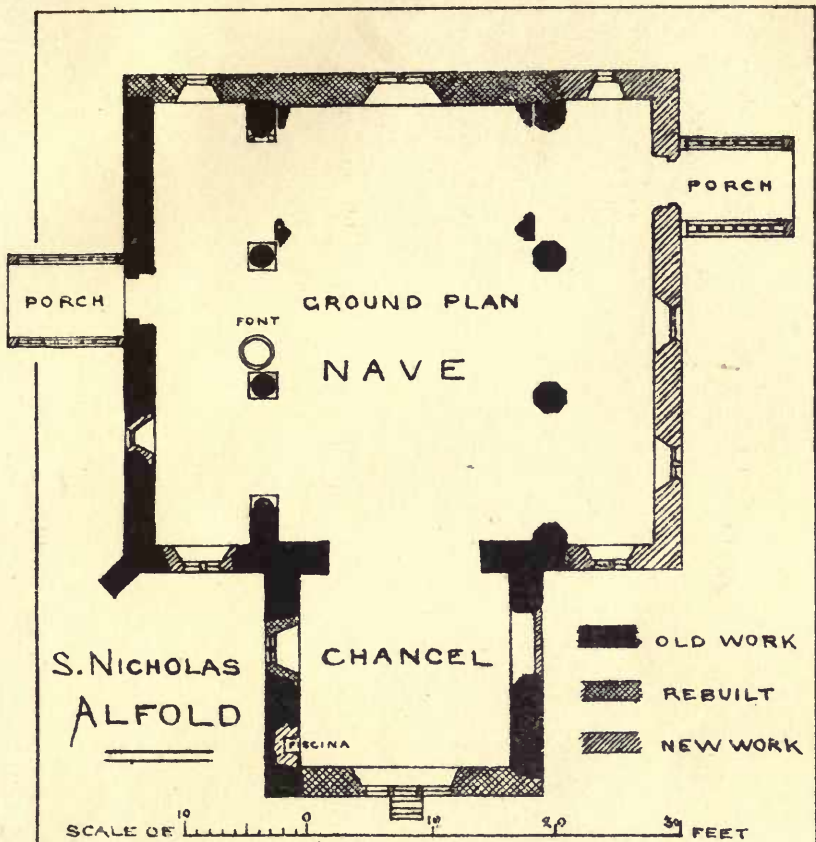 PORCH
PORCH
GROUND PLAN
FONT
NAVE
S. NICHOLAS
ALFOLD
CHANCEL
PISCINA
OLD WORK
REBUILT
NEW WORK
SCALE OF 10 0 10 20 30 FEET